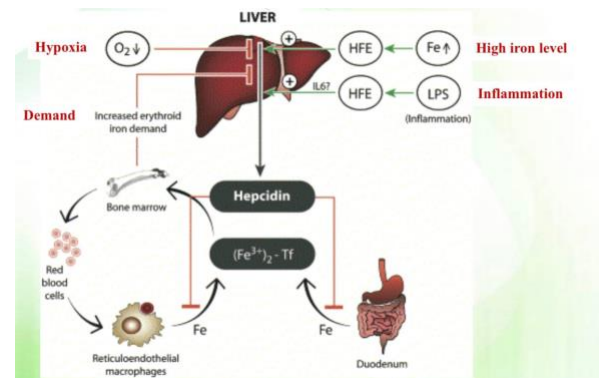 LIVER
Hypoxia
O₂↓
+
HFE
Fe↑
High iron level
+
IL6?
HFE
LPS
Inflammation
(Inflammation)
Demand
Increased erythroid
iron demand
Bone marrow
Hepcidin
(Fe³⁺)₂ - Tf
Red
blood
cells
Fe
Fe
Reticuloendothelial
macrophages
Duodenum